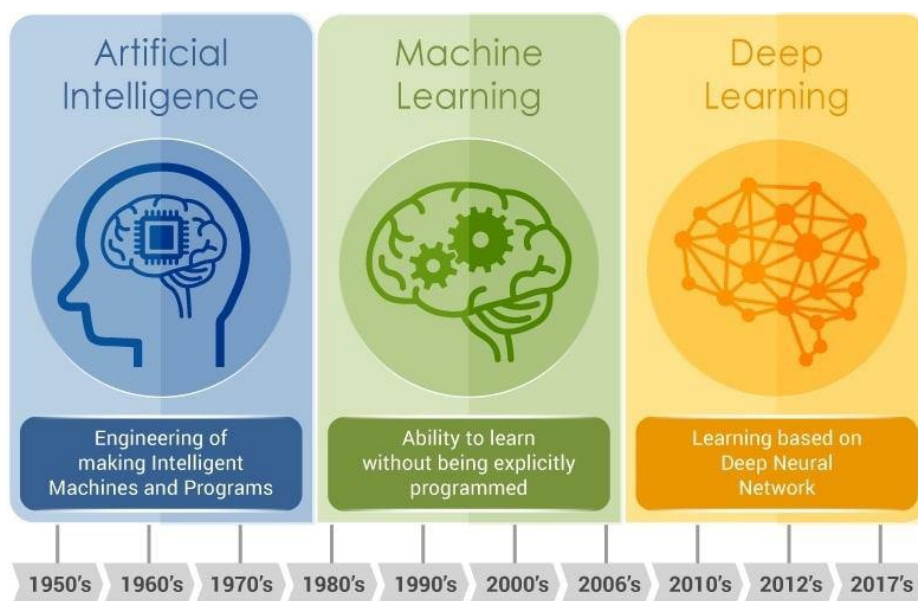 Artificial
Intelligence
Engineering of
making Intelligent
Machines and Programs
Machine
Learning
Ability to learn
without being explicitly
programmed
Deep
Learning
Learning based on
Deep Neural
Network
1950's
1960's
1970's
1980's
1990's
2000's
2006's
2010's
2012's
2017's